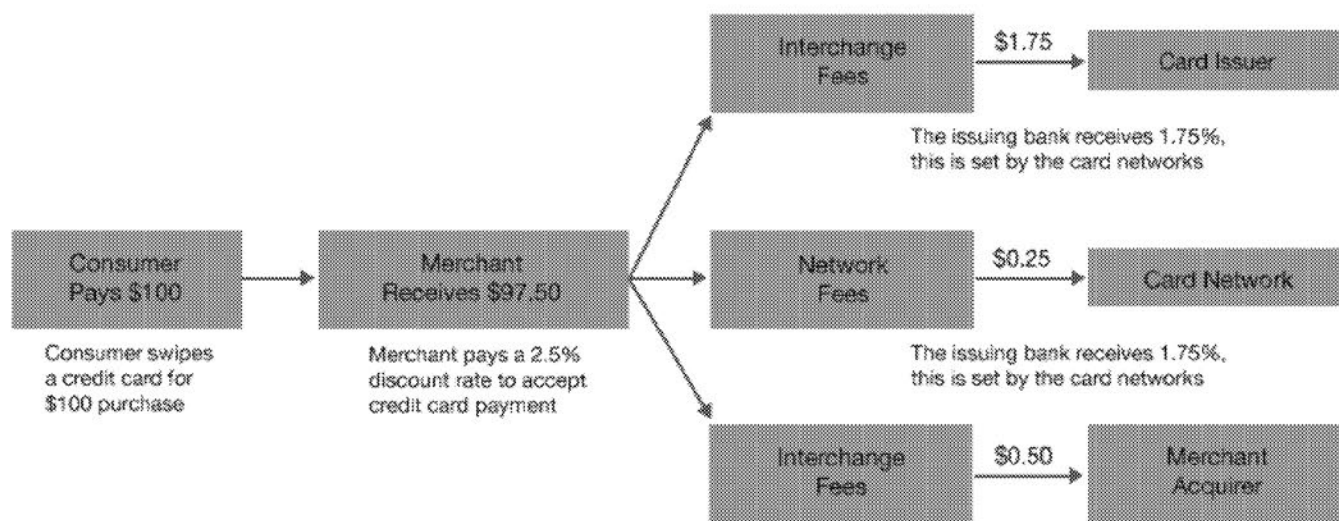 Consumer
Pays $100
Consumer swipes
a credit card for
$100 purchase
Merchant
Receives $97.50
Merchant pays a 2.5%
discount rate to accept
credit card payment
Interchange
Fees
$1.75
Card Issuer
The issuing bank receives 1.75%,
this is set by the card networks
Network
Fees
$0.25
Card Network
The issuing bank receives 1.75%,
this is set by the card networks
Interchange
Fees
$0.50
Merchant
Acquirer